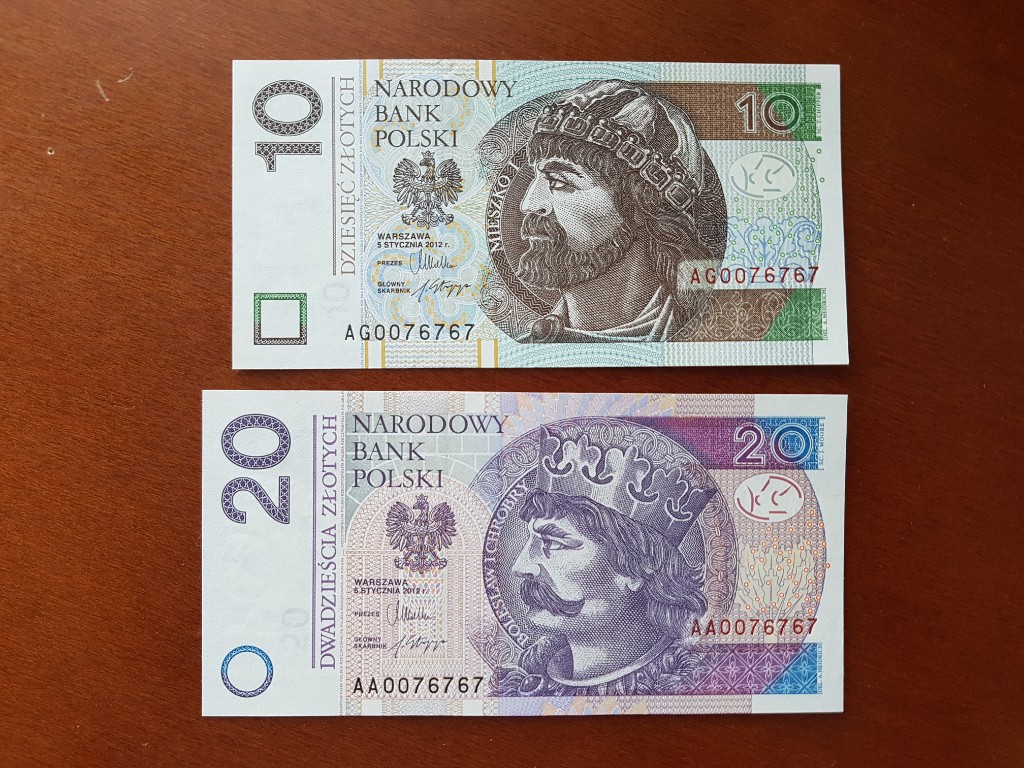 10
DZIESIĘĆ ZŁOTYCH
NARODOWY
BANK
POLSKI
WARSZAWA
5 STYCZNIA 2012 r.
PREZES
GŁÓWNY
SKARBNIK
AG0076767
MIESZKO I
10
AG0076767
20
DWADZIEŚCIA ZŁOTYCH
NARODOWY
BANK
POLSKI
WARSZAWA
5 STYCZNIA 2012 r.
PREZES
GŁÓWNY
SKARBNIK
AA0076767
BOLESŁAW I CHROBRY
20
AA0076767